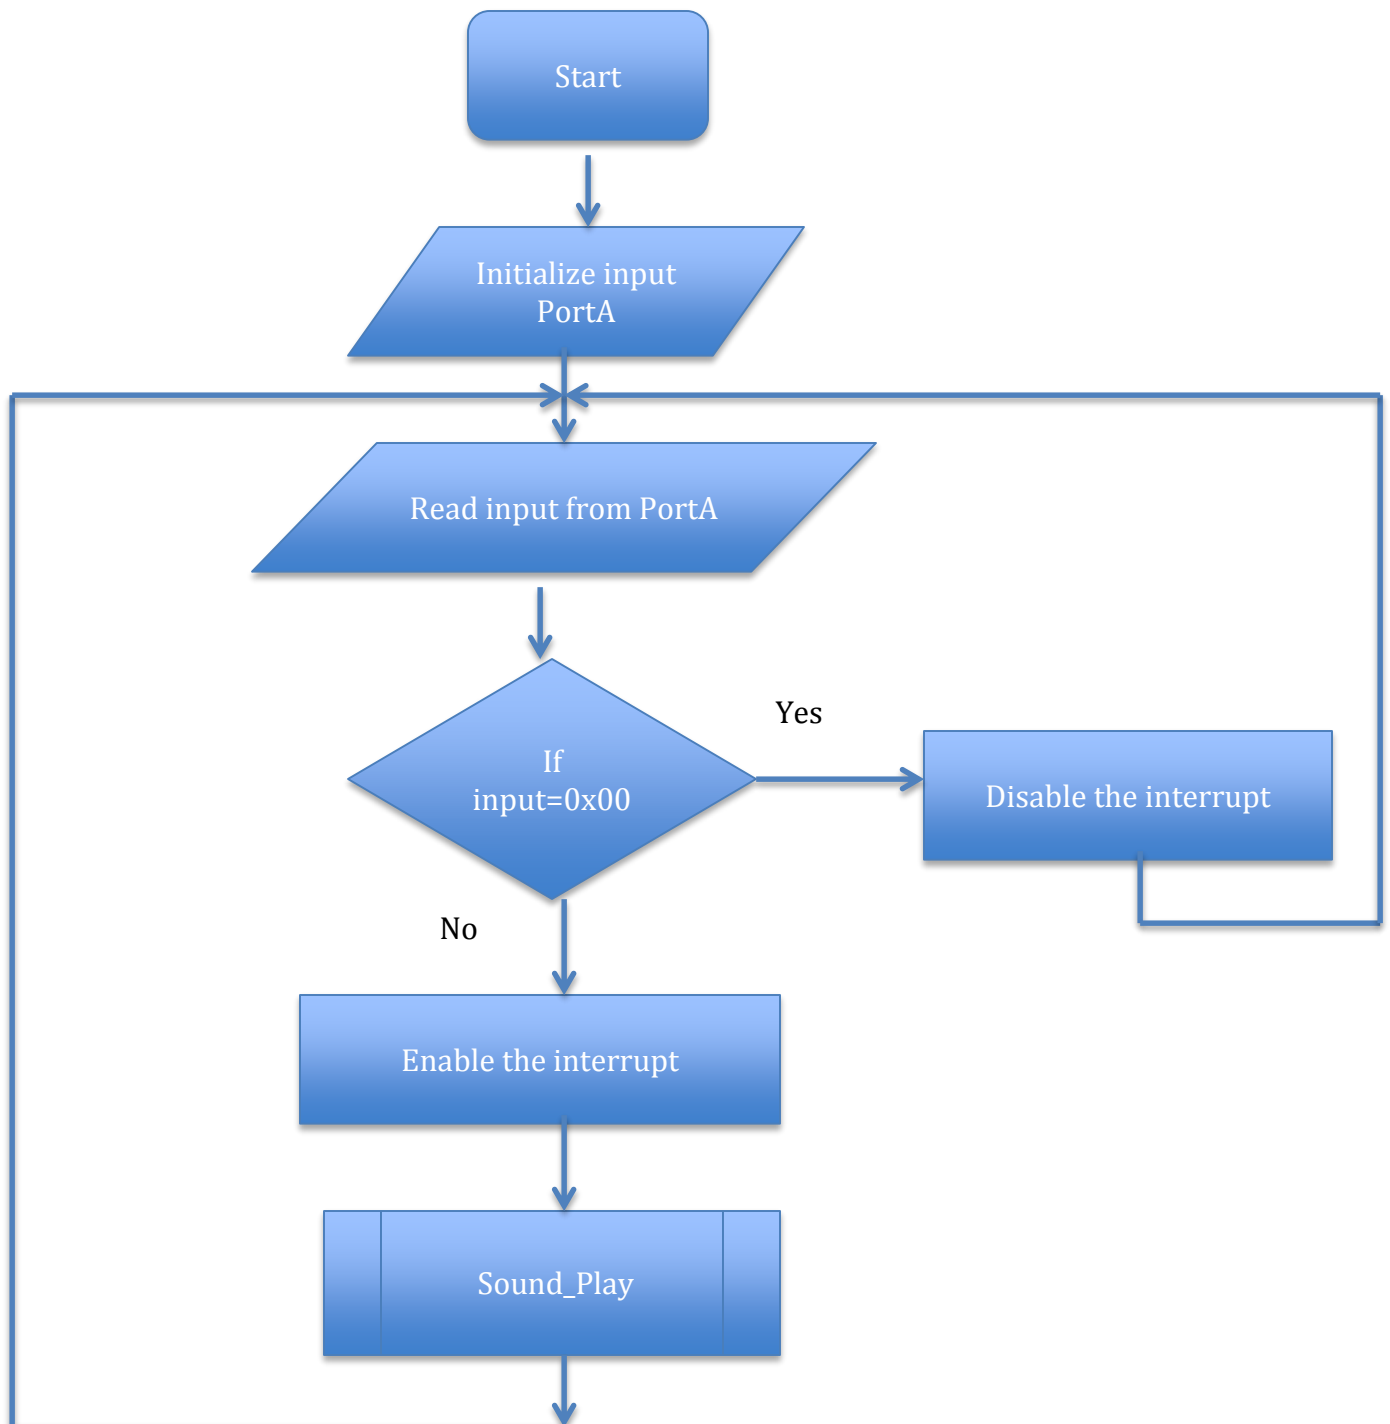 Start
Initialize input
PortA
Read input from PortA
If
input=0x00
Yes
Disable the interrupt
No
Enable the interrupt
Sound_Play